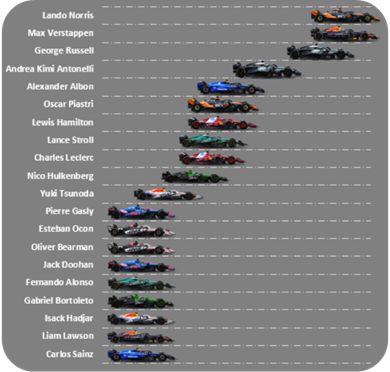 Lando Norris
Max Verstappen
George Russell
Andrea Kimi Antonelli
Alexander Albon
Oscar Piastri
Lewis Hamilton
Lance Stroll
Charles Leclerc
Nico Hulkenberg
Yuki Tsunoda
Pierre Gasly
Esteban Ocon
Oliver Bearman
Jack Doohan
Fernando Alonso
Gabriel Bortoleto
Isack Hadjar
Liam Lawson
Carlos Sainz